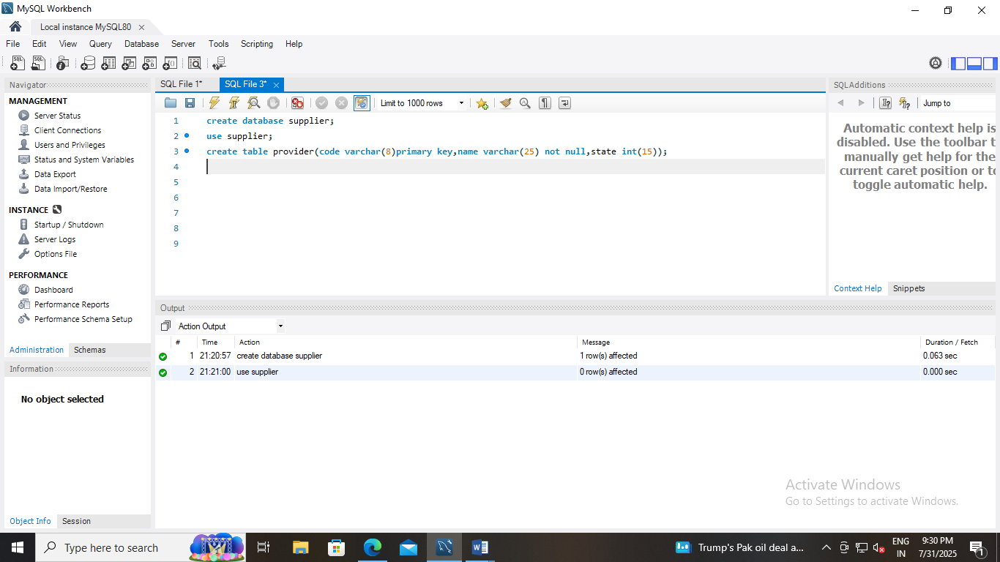 MySQL Workbench
Local instance MySQL80
File Edit View Query Database Server Tools Scripting Help
Navigator
MANAGEMENT
Server Status
Client Connections
Users and Privileges
Status and System Variables
Data Export
Data Import/Restore
INSTANCE
Startup / Shutdown
Server Logs
Options File
PERFORMANCE
Dashboard
Performance Reports
Performance Schema Setup
Administration Schemas
Information
No object selected
Object Info Session
SQL File 1* SQL File 3*
Limit to 1000 rows
1 create database supplier;
2 use supplier;
3 create table provider(code varchar(8)primary key,name varchar(25) not null,state int(15));
4
5
6
7
8
9
SQLAdditions
Jump to
Automatic context help is
disabled. Use the toolbar t
manually get help for the
current caret position or to
toggle automatic help.
Context Help Snippets
Output
Action Output
# Time Action Message Duration / Fetch
1 21:20:57 create database supplier 1 row(s) affected 0.063 sec
2 21:21:00 use supplier 0 row(s) affected 0.000 sec
Activate Windows
Go to Settings to activate Windows.
Type here to search
Trump's Pak oil deal a...
ENG
IN
9:30 PM
7/31/2025
1